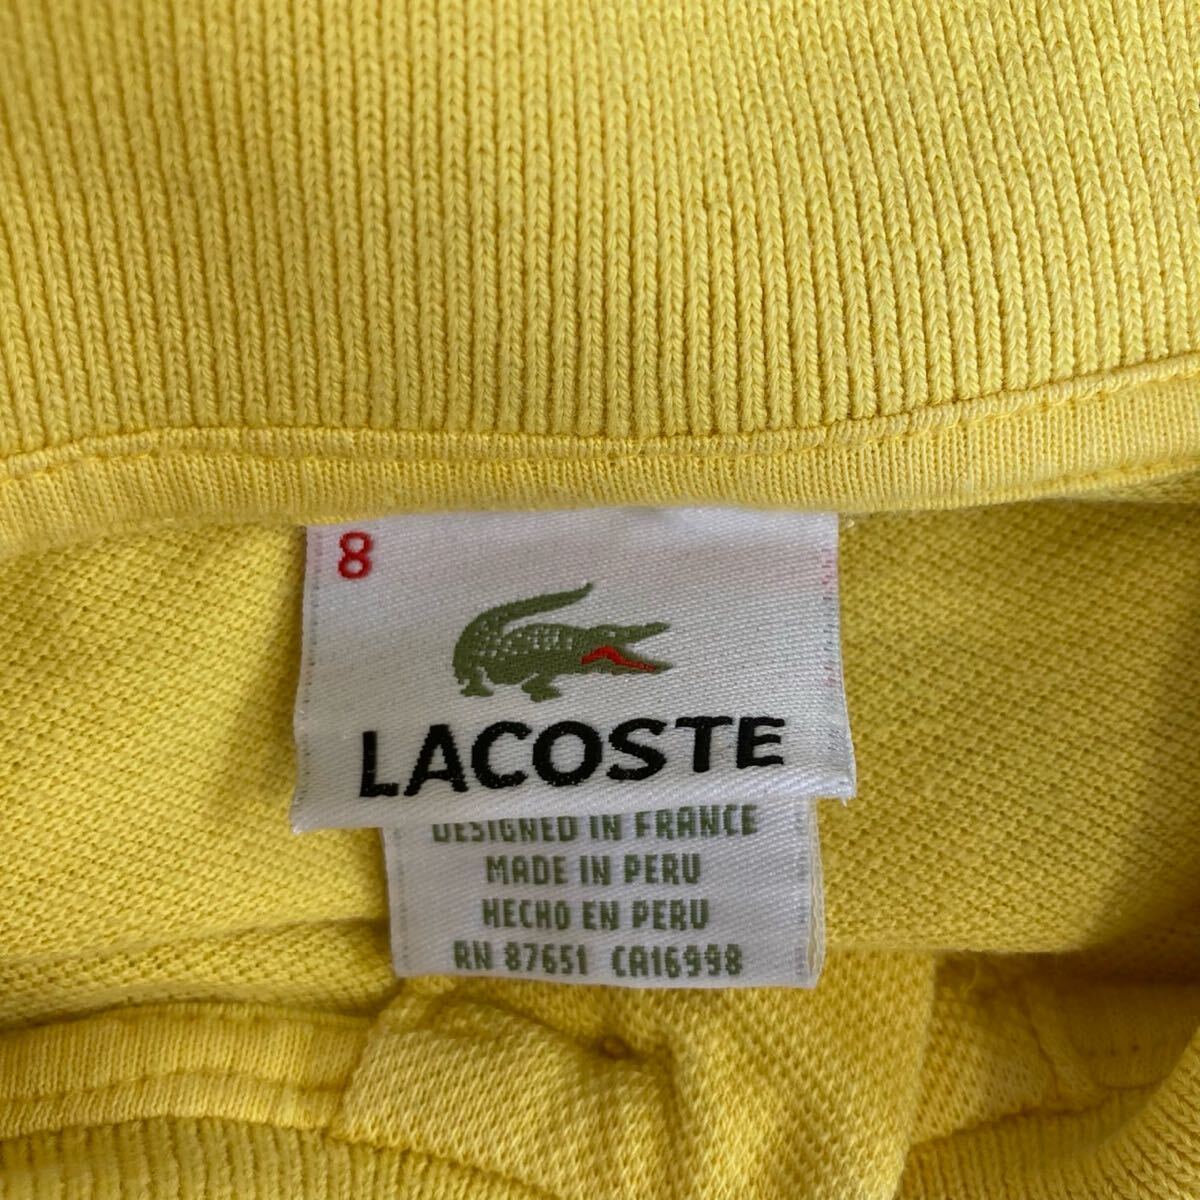 8
LACOSTE
DESIGNED IN FRANCE
MADE IN PERU
HECHO EN PERU
RN 87651 CA16998